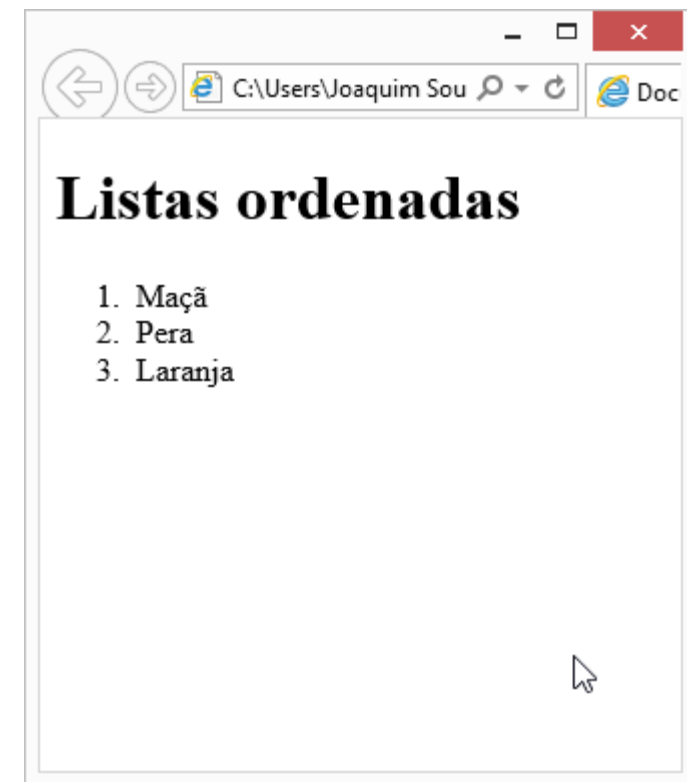 C:\Users\Joaquim Sou
Doc
Listas ordenadas
1. Maçã
2. Pera
3. Laranja